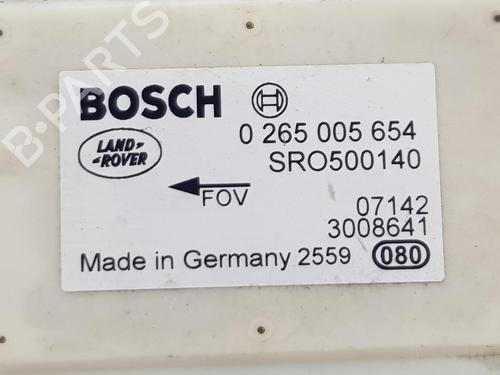 BOSCH
0 265 005 654
LAND-
-ROVER
SRO500140
FOV
07142
3008641
Made in Germany 2559 080
B-PARTS